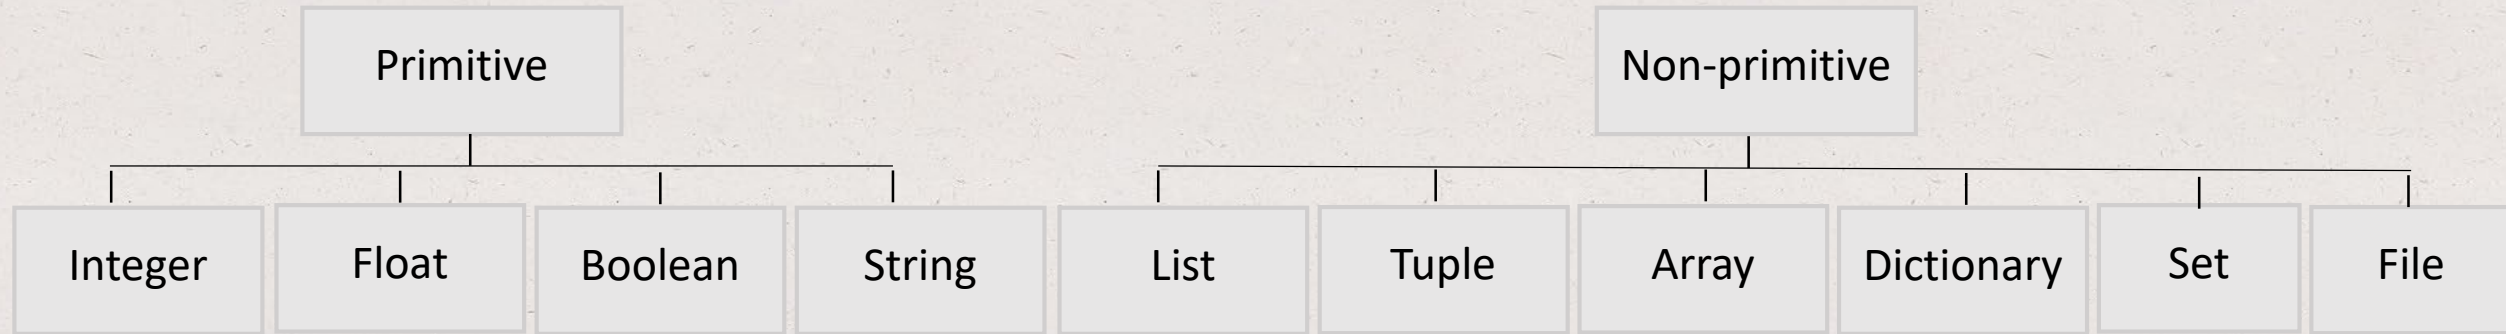 Primitive
Non-primitive
Integer
Float
Boolean
String
List
Tuple
Array
Dictionary
Set
File